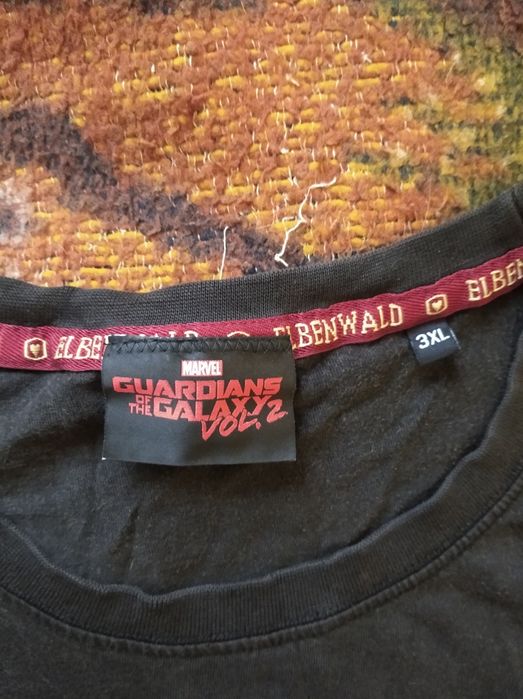 ELBENWALD ELBENWALD ELBEN
3XL
MARVEL
GUARDIANS
OF THE GALAXY
VOL. 2